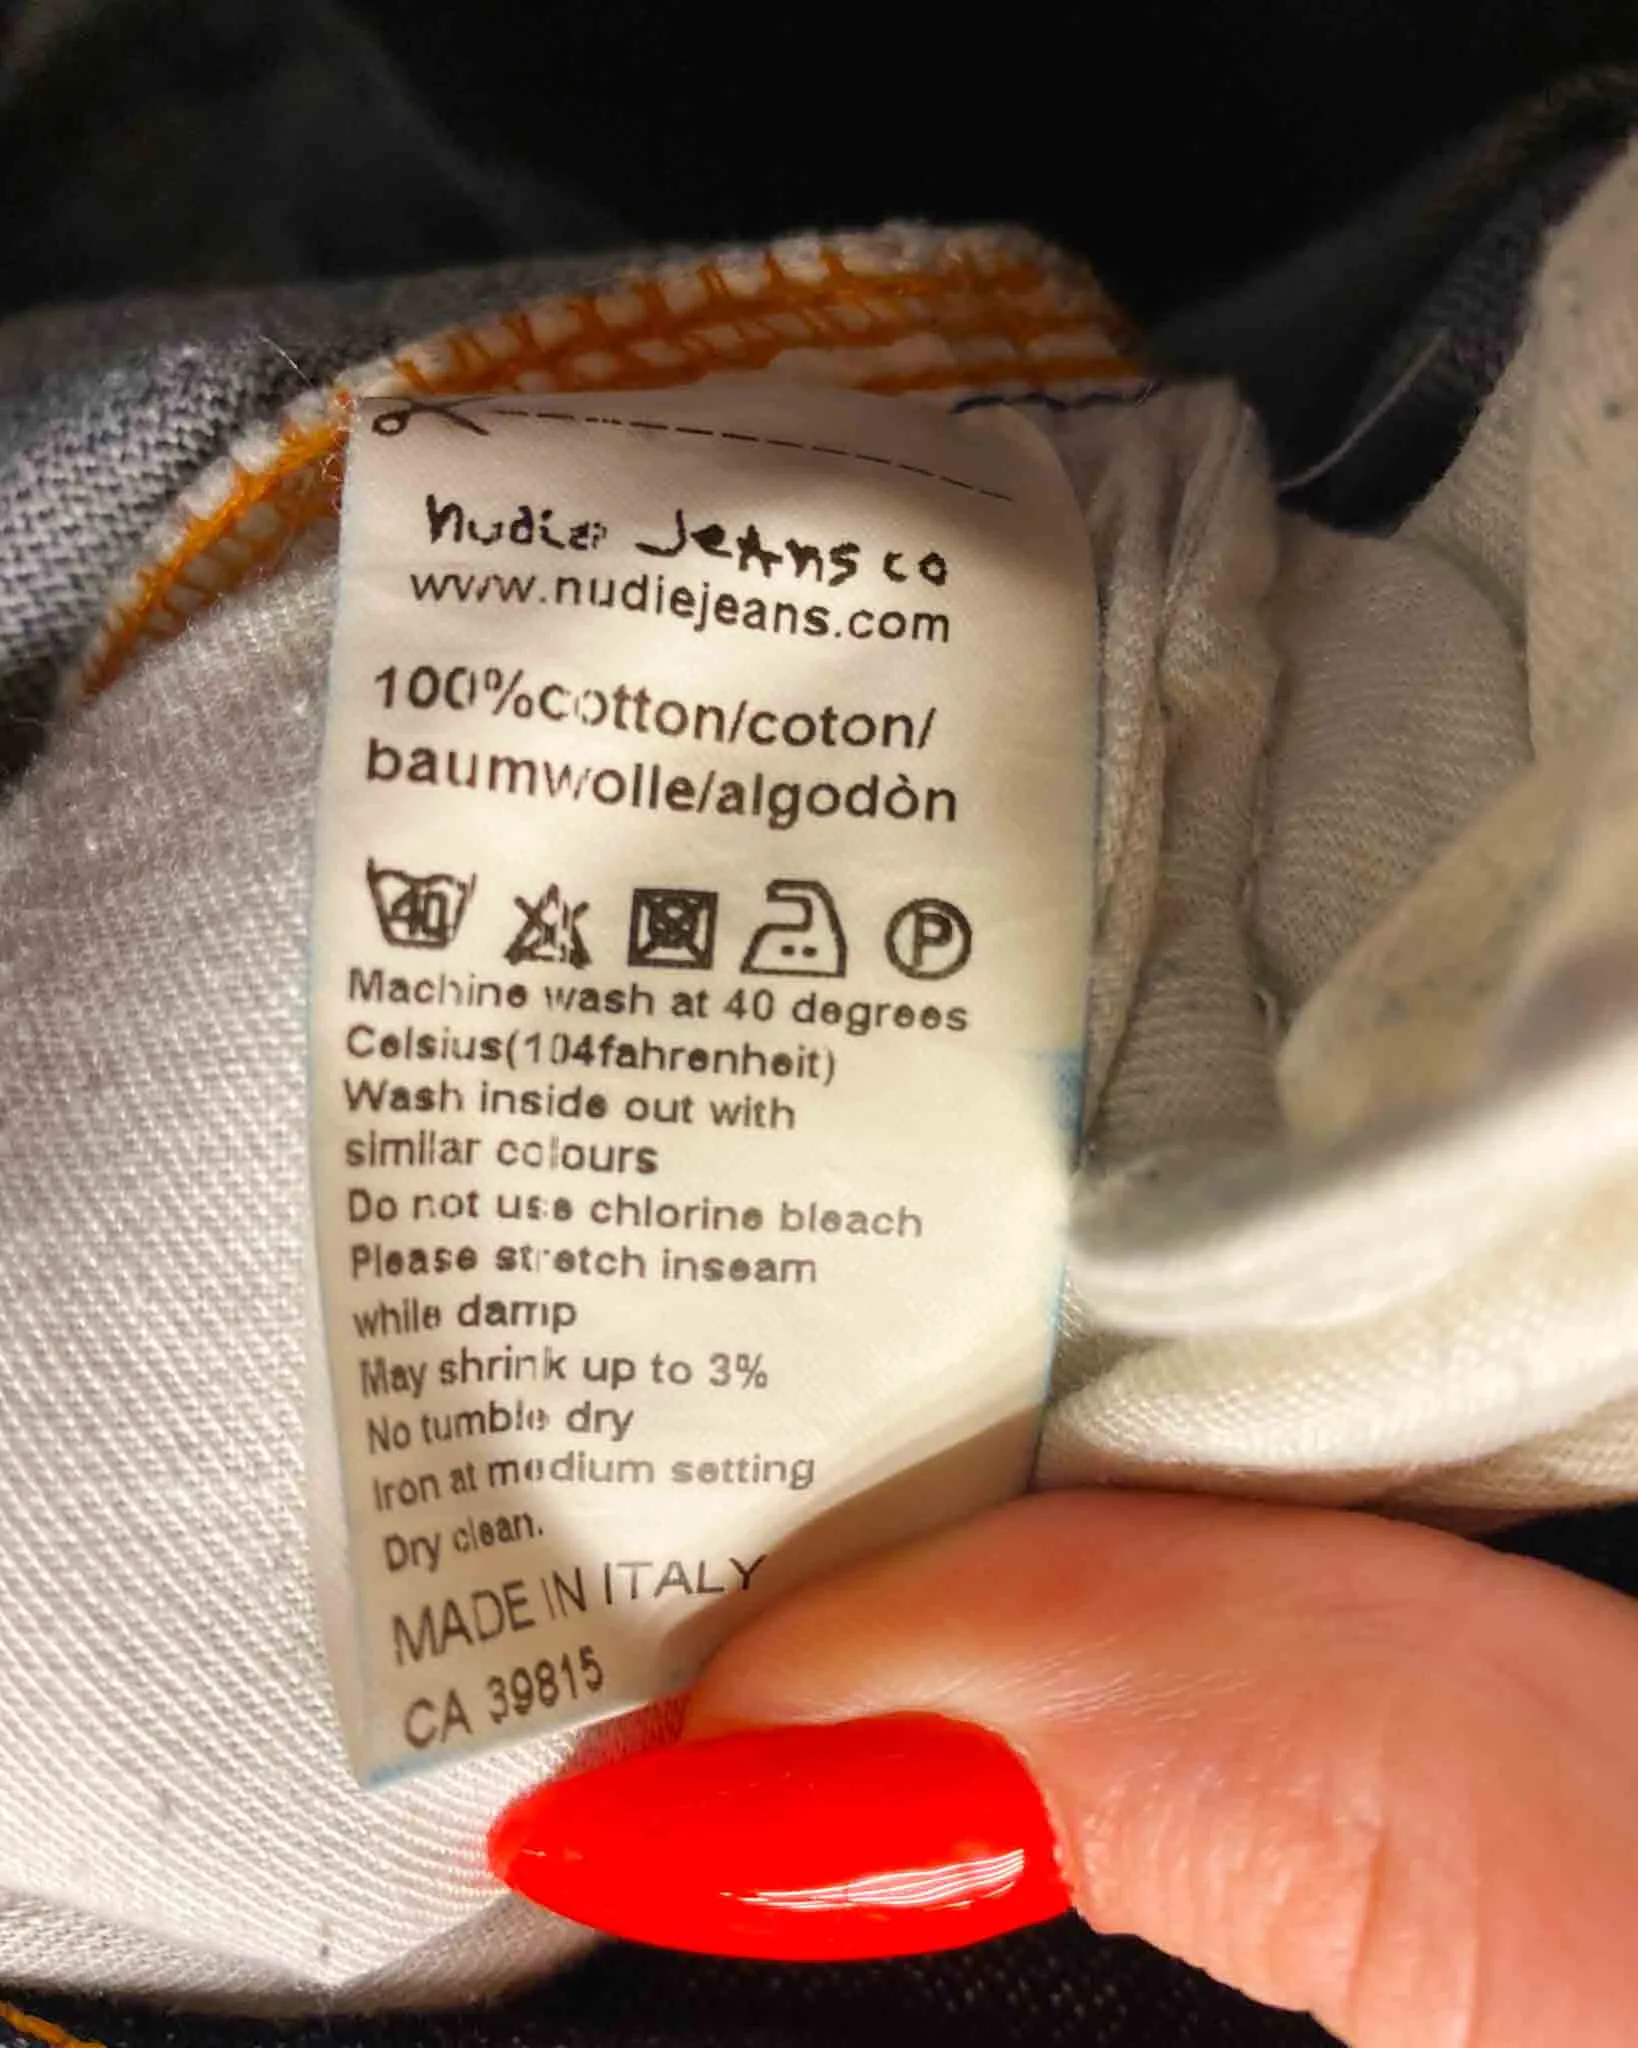 Nudie Jeans co
www.nudiejeans.com
100%cotton/coton/
baumwolle/algodòn
40 P
Machine wash at 40 degrees
Celsius(104fahrenheit)
Wash inside out with
similar colours
Do not use chlorine bleach
Please stretch inseam
while damp
May shrink up to 3%
No tumble dry
Iron at medium setting
Dry clean.
MADE IN ITALY
CA 39815